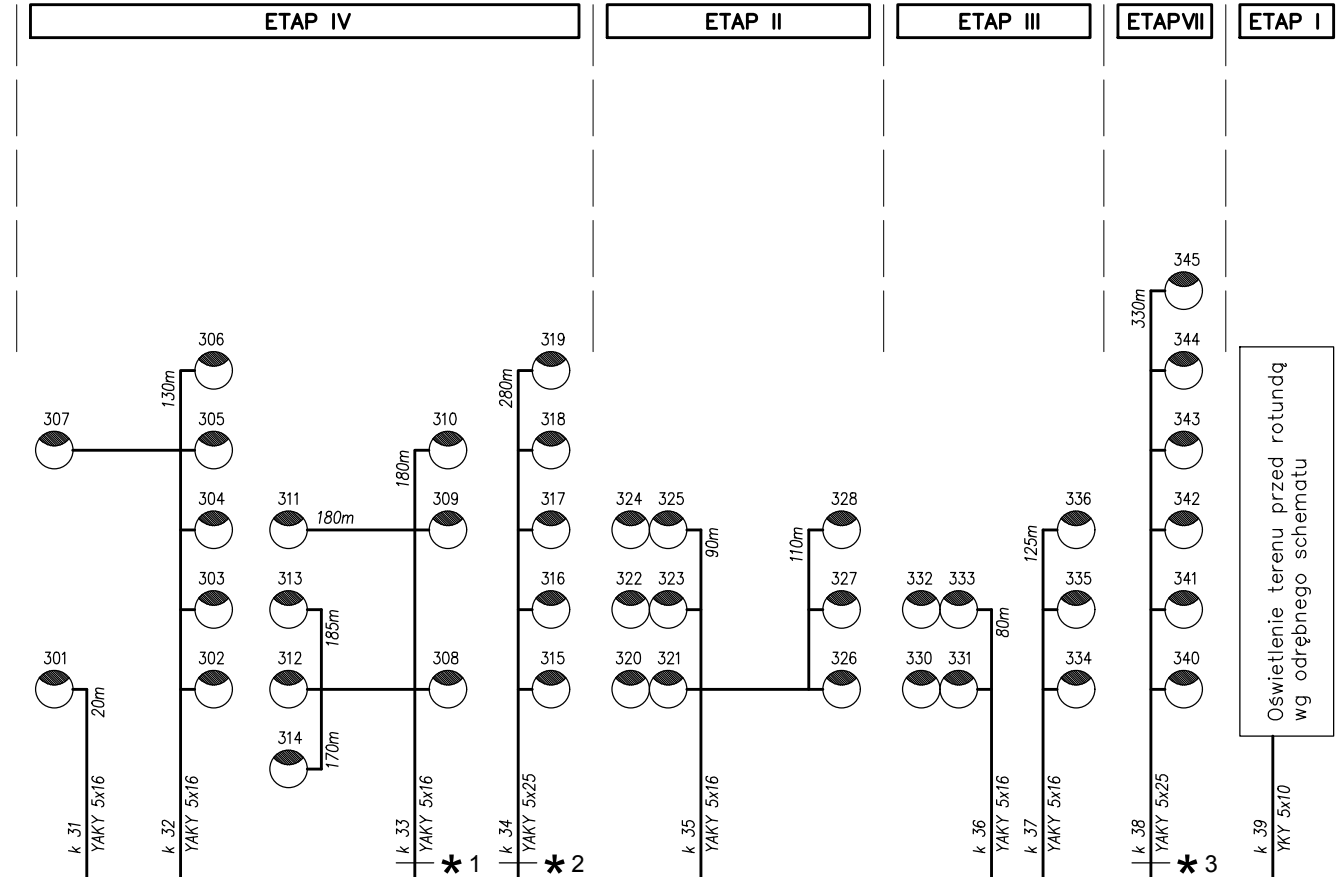 ETAP IV
ETAP II
ETAP III
ETAPVII
ETAP I
345
330m
306
319
344
130m
280m
307
305
310
318
343
180m
304
311
180m
309
317
324
325
328
336
342
90m
110m
125m
303
313
316
322
323
327
332
333
335
341
185m
80m
301
302
312
308
315
320
321
326
330
331
334
340
20m
314
170m
Oświetlenie terenu przed rotundą
wg odrębnego schematu
k 31
YAKY 5x16
k 32
YAKY 5x16
k 33
YAKY 5x16
* 1
k 34
YAKY 5x25
* 2
k 35
YAKY 5x16
k 36
YAKY 5x16
k 37
YAKY 5x16
k 38
YAKY 5x25
* 3
k 39
YKY 5x10